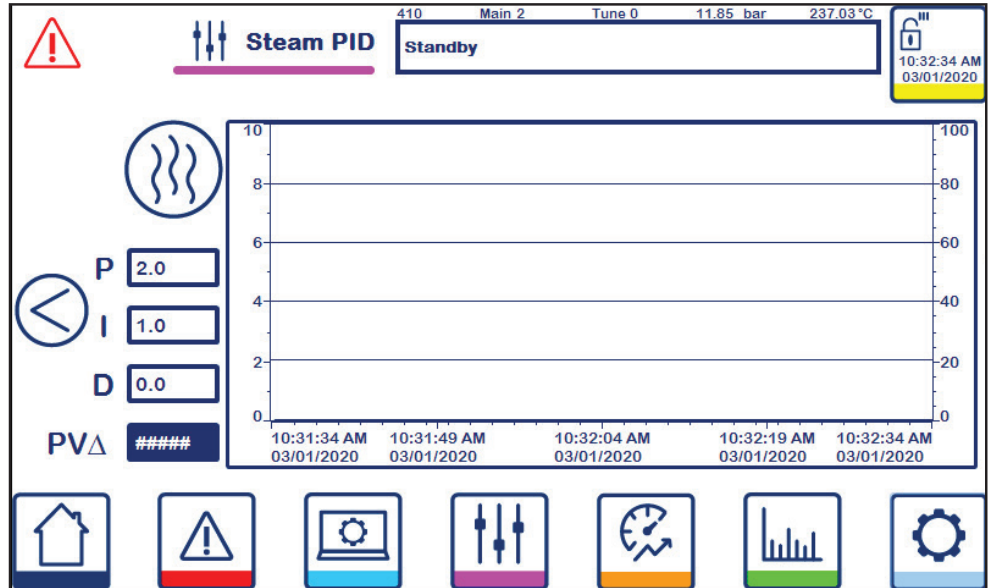 410 Main 2 Tune 0 11.85 bar 237.03 °C
Steam PID
Standby
10:32:34 AM
03/01/2020
10 100
8 80
6 60
4 40
2 20
0 0
P 2.0
I 1.0
D 0.0
PVΔ #####
10:31:34 AM 10:31:49 AM 10:32:04 AM 10:32:19 AM 10:32:34 AM
03/01/2020 03/01/2020 03/01/2020 03/01/2020 03/01/2020